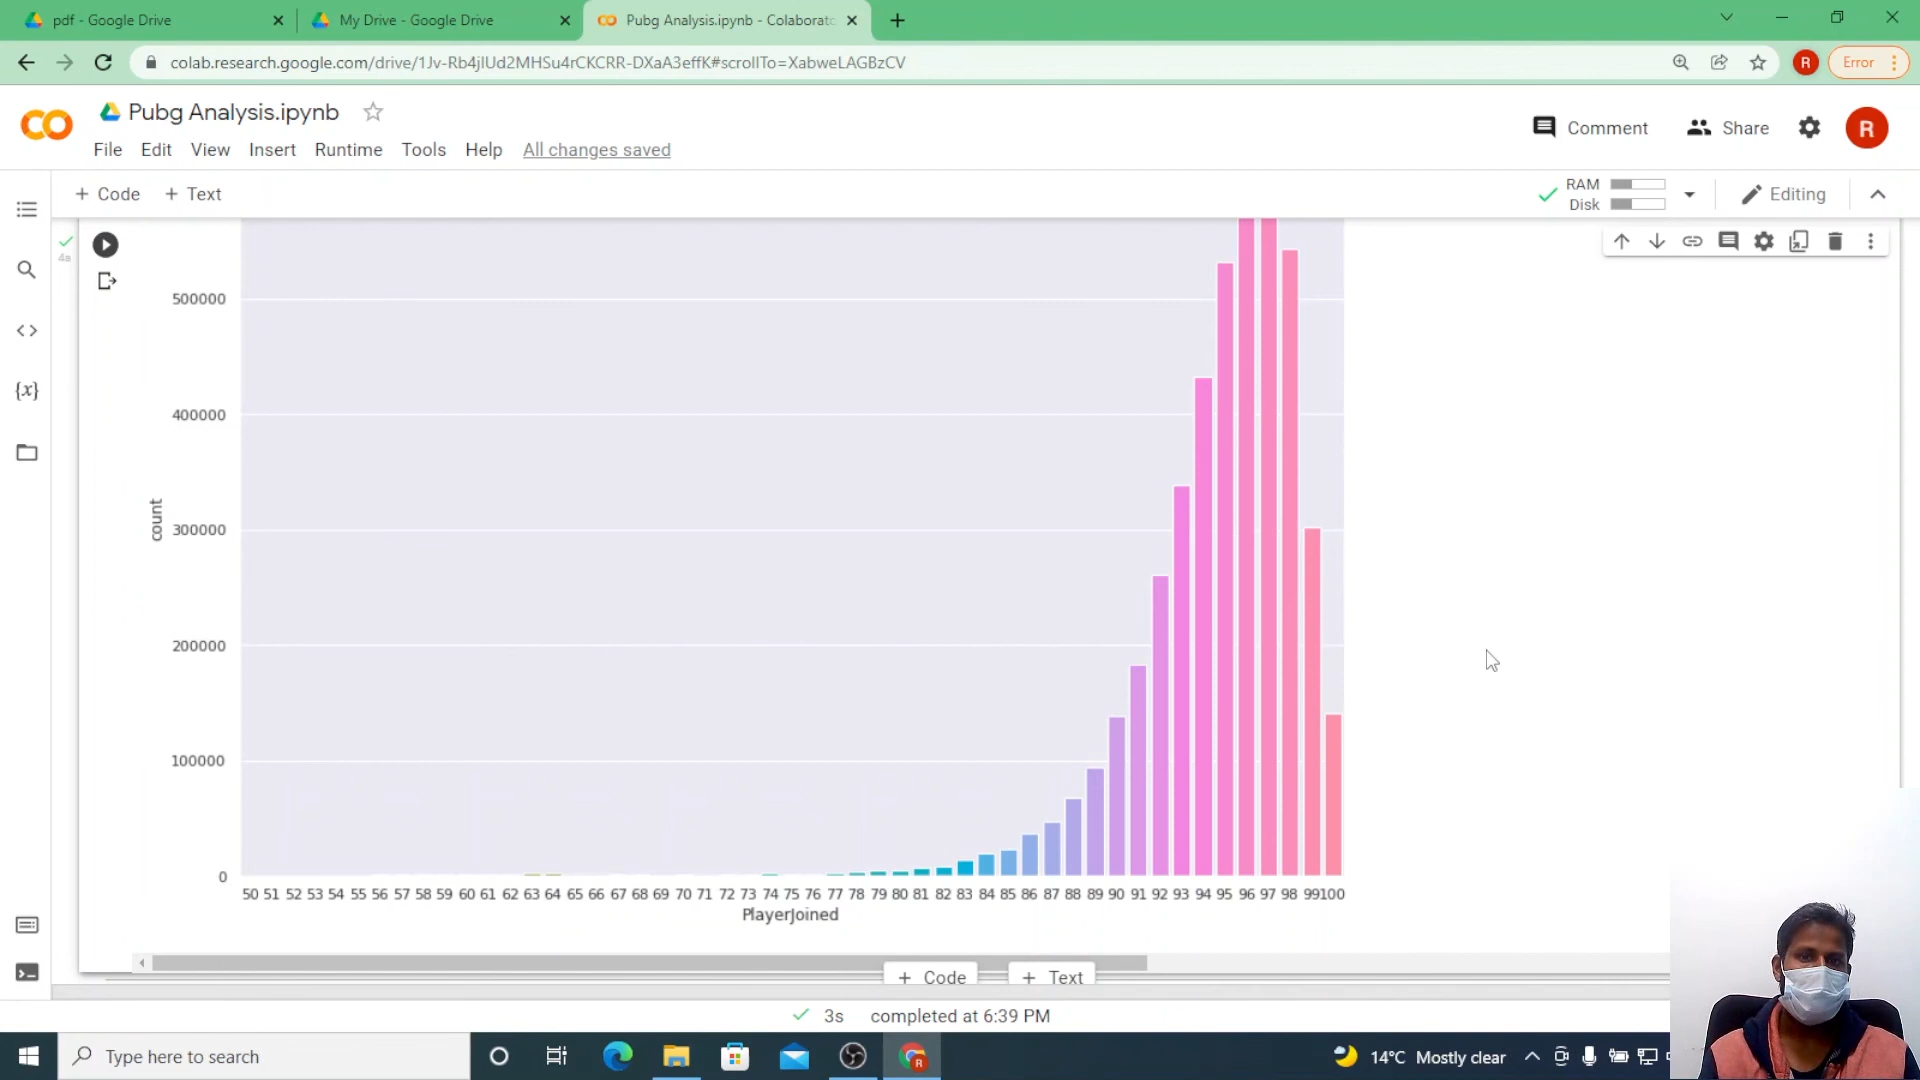 pdf - Google Drive
My Drive - Google Drive
Pubg Analysis.ipynb - Colaborato
colab.research.google.com/drive/1Jv-Rb4jlUd2MHSu4rCKCRR-DXaA3effK#scrollTo=XabweLAGBzCV
R
Error
Pubg Analysis.ipynb
Comment
Share
R
File Edit View Insert Runtime Tools Help All changes saved
+ Code + Text
RAM
Disk
Editing
4s
500000
400000
300000
200000
100000
0
count
50 51 52 53 54 55 56 57 58 59 60 61 62 63 64 65 66 67 68 69 70 71 72 73 74 75 76 77 78 79 80 81 82 83 84 85 86 87 88 89 90 91 92 93 94 95 96 97 98 99100
PlayerJoined
+ Code + Text
3s completed at 6:39 PM
Type here to search
14°C Mostly clear